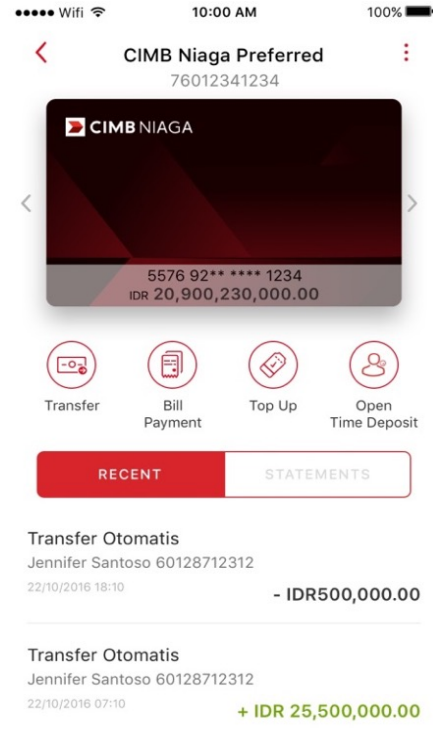 Wifi 10:00 AM 100%
CIMB Niaga Preferred
76012341234
CIMB NIAGA
5576 92** **** 1234
IDR 20,900,230,000.00
Transfer Bill Payment Top Up Open Time Deposit
RECENT STATEMENTS
Transfer Otomatis
Jennifer Santoso 60128712312
22/10/2016 18:10
- IDR500,000.00
Transfer Otomatis
Jennifer Santoso 60128712312
22/10/2016 07:10
+ IDR 25,500,000.00